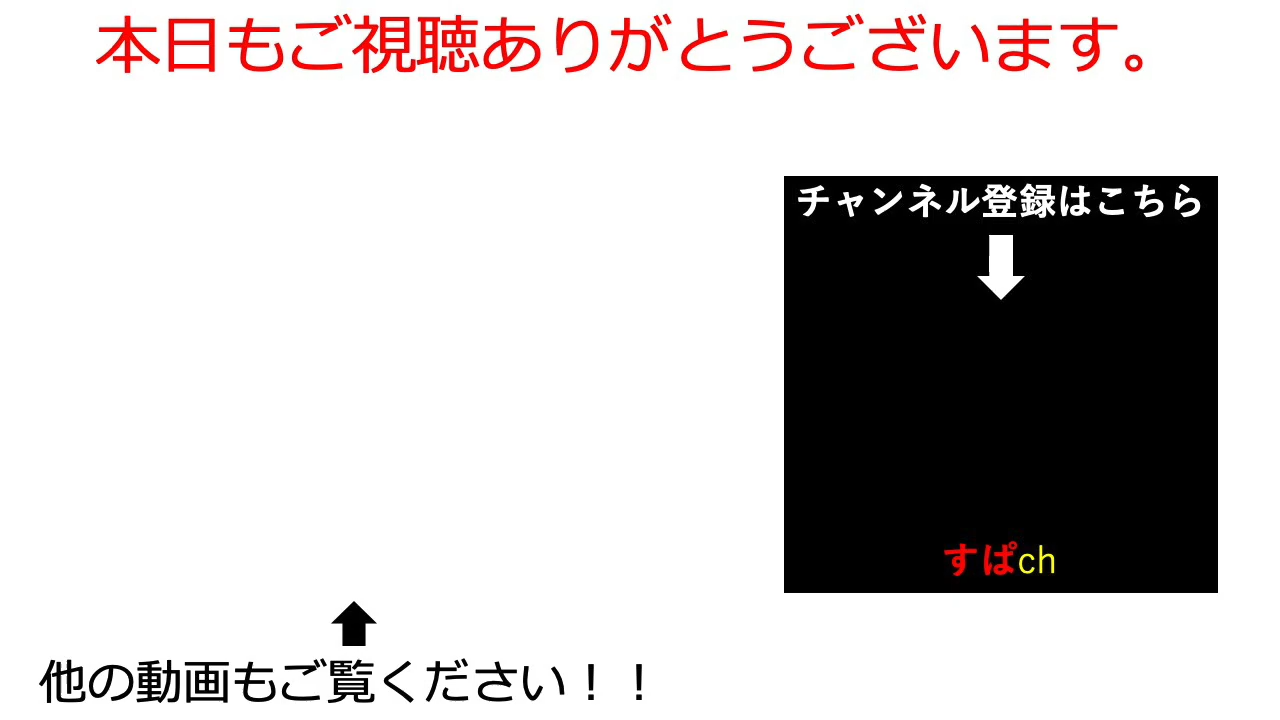 本日もご視聴ありがとうございます。
チャンネル登録はこちら
すぱch
他の動画もご覧ください！！